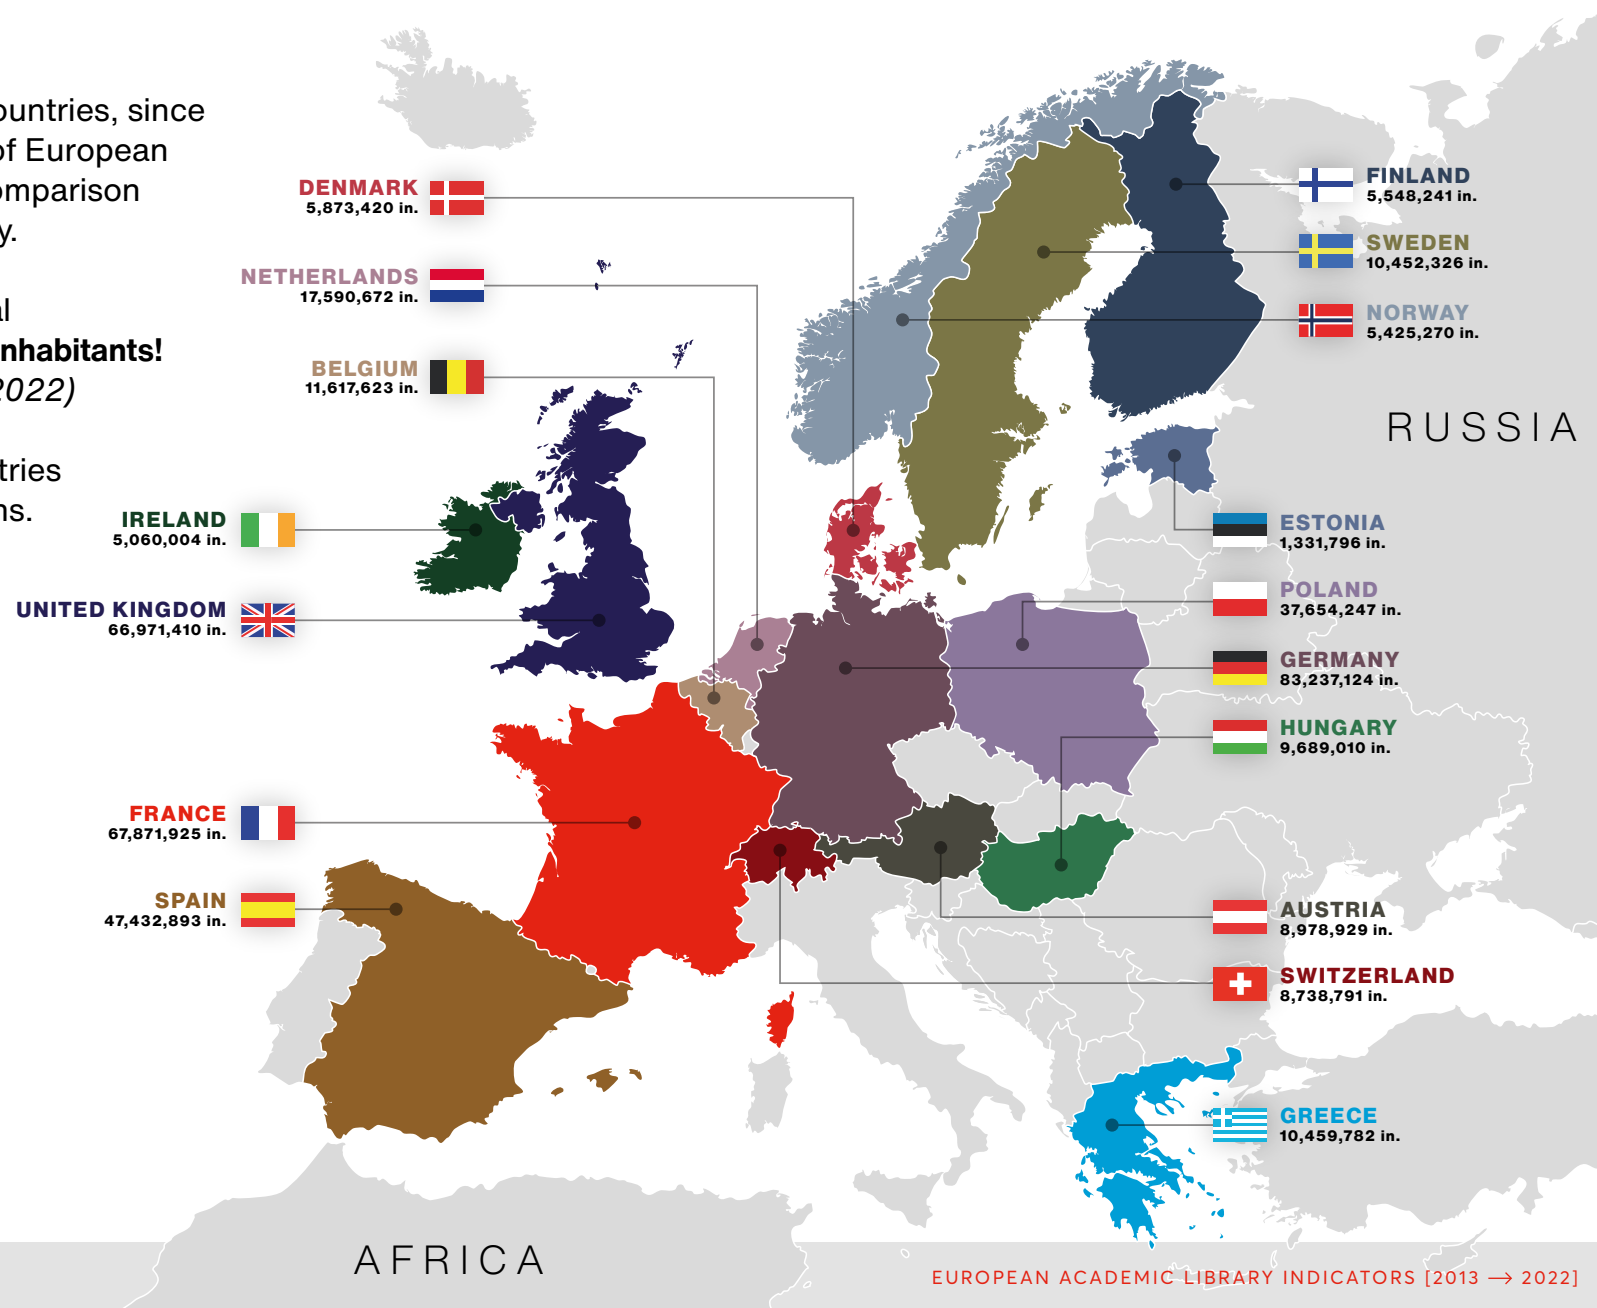 ountries, since
of European
omparison
y.
al
nhabitants!
2022)
tries
ns.
DENMARK
5,873,420 in.
NETHERLANDS
17,590,672 in.
BELGIUM
11,617,623 in.
IRELAND
5,060,004 in.
UNITED KINGDOM
66,971,410 in.
FRANCE
67,871,925 in.
SPAIN
47,432,893 in.
FINLAND
5,548,241 in.
SWEDEN
10,452,326 in.
NORWAY
5,425,270 in.
RUSSIA
ESTONIA
1,331,796 in.
POLAND
37,654,247 in.
GERMANY
83,237,124 in.
HUNGARY
9,689,010 in.
AUSTRIA
8,978,929 in.
SWITZERLAND
8,738,791 in.
GREECE
10,459,782 in.
AFRICA
EUROPEAN ACADEMIC LIBRARY INDICATORS [2013 → 2022]